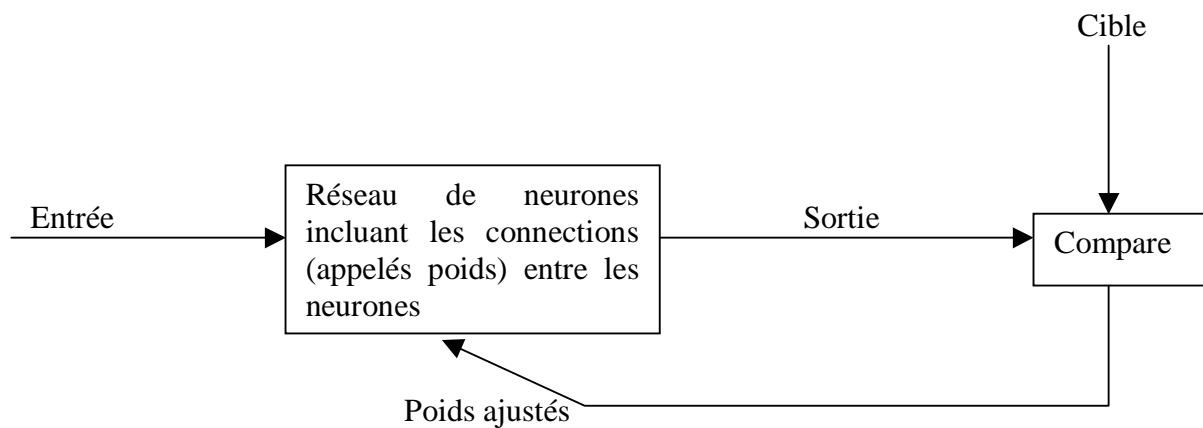 Cible
Entrée
Réseau de neurones
incluant les connections
(appelés poids) entre les
neurones
Sortie
Compare
Poids ajustés